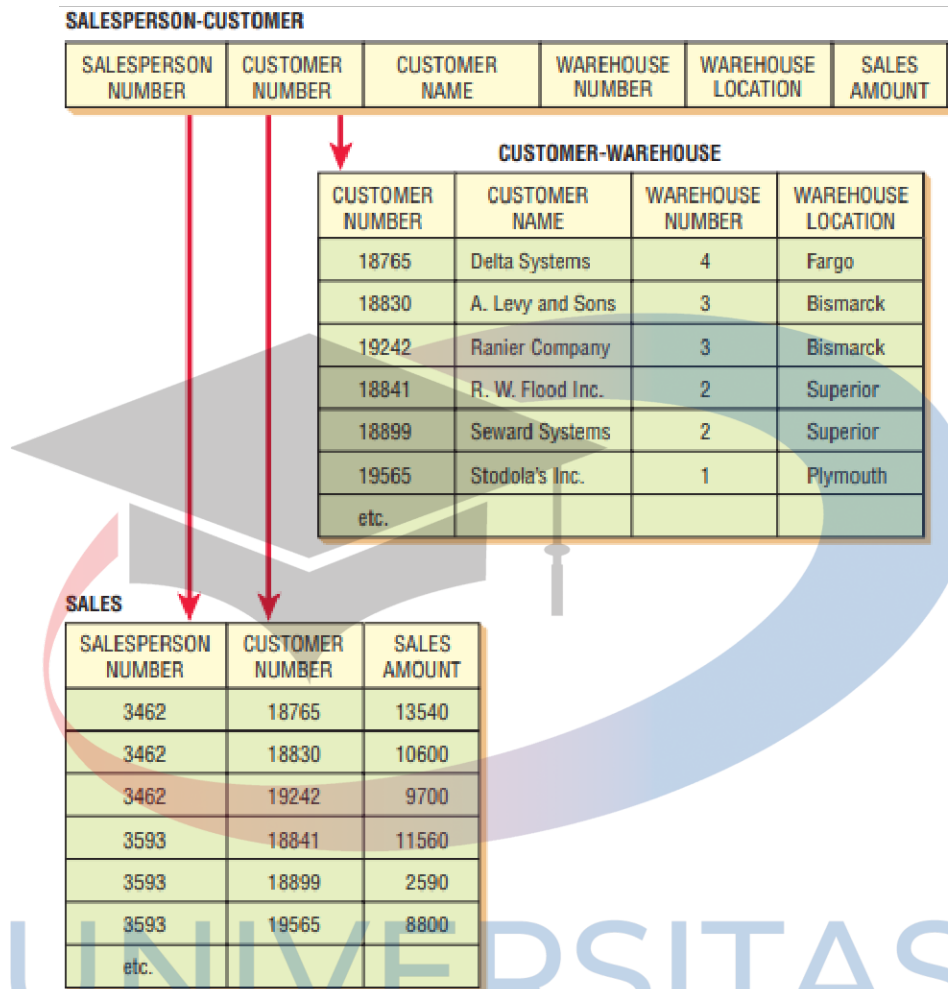 SALESPERSON-CUSTOMER
SALESPERSON NUMBER CUSTOMER NUMBER CUSTOMER NAME WAREHOUSE NUMBER WAREHOUSE LOCATION SALES AMOUNT
CUSTOMER-WAREHOUSE
CUSTOMER NUMBER CUSTOMER NAME WAREHOUSE NUMBER WAREHOUSE LOCATION
18765 Delta Systems 4 Fargo
18830 A. Levy and Sons 3 Bismarck
19242 Ranier Company 3 Bismarck
18841 R. W. Flood Inc. 2 Superior
18899 Seward Systems 2 Superior
19565 Stodola's Inc. 1 Plymouth
etc.
SALES
SALESPERSON NUMBER CUSTOMER NUMBER SALES AMOUNT
3462 18765 13540
3462 18830 10600
3462 19242 9700
3593 18841 11560
3593 18899 2590
3593 19565 8800
etc.
UNIVERSITAS